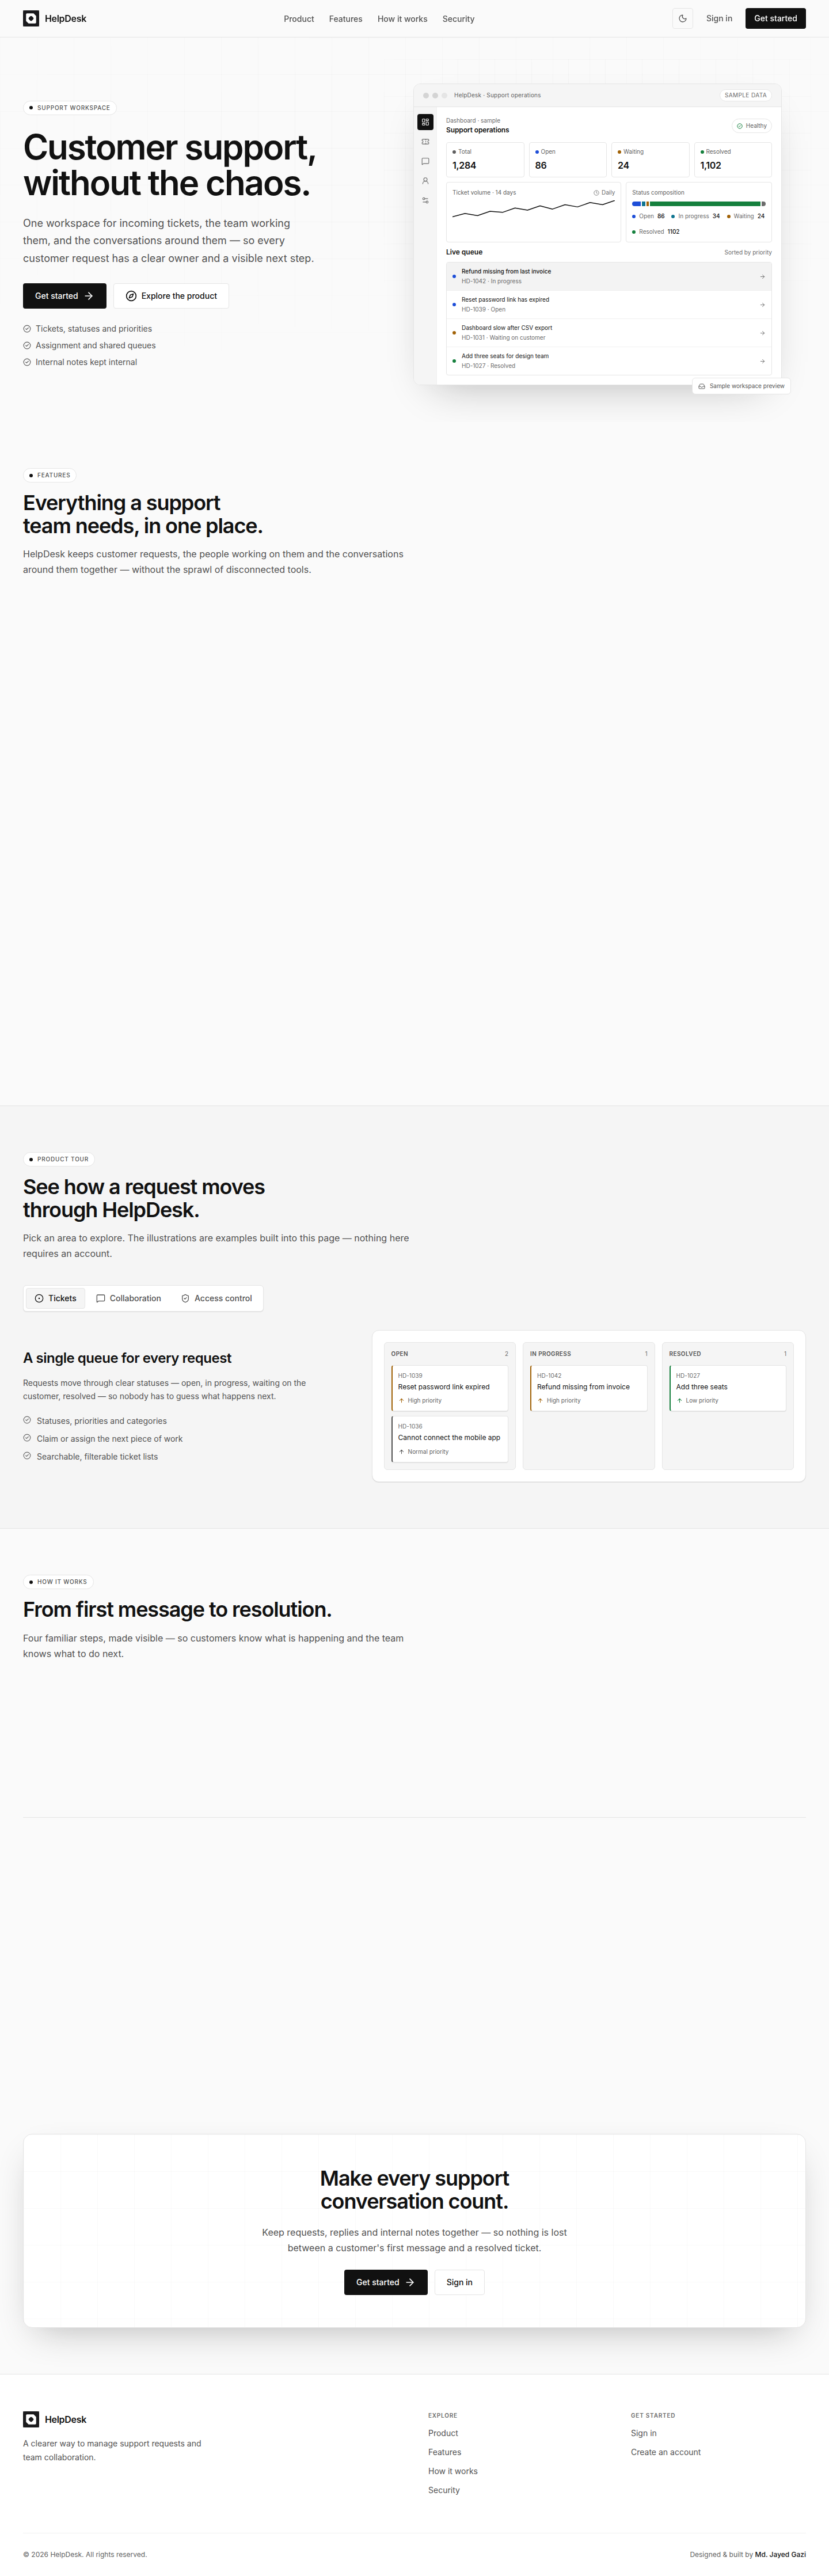 HelpDesk
Product
Features
How it works
Security
Sign in
Get started
SUPPORT WORKSPACE
Customer support,
without the chaos.
One workspace for incoming tickets, the team working
them, and the conversations around them — so every
customer request has a clear owner and a visible next step.
Get started
Explore the product
Tickets, statuses and priorities
Assignment and shared queues
Internal notes kept internal
HelpDesk · Support operations
SAMPLE DATA
Dashboard · sample
Support operations
Healthy
Total
1,284
Open
86
Waiting
24
Resolved
1,102
Ticket volume · 14 days
Daily
Status composition
Open 86
In progress 34
Waiting 24
Resolved 1102
Live queue
Sorted by priority
Refund missing from last invoice
HD-1042 · In progress
Reset password link has expired
HD-1039 · Open
Dashboard slow after CSV export
HD-1031 · Waiting on customer
Add three seats for design team
HD-1027 · Resolved
Sample workspace preview
FEATURES
Everything a support
team needs, in one place.
HelpDesk keeps customer requests, the people working on them and the conversations
around them together — without the sprawl of disconnected tools.
PRODUCT TOUR
See how a request moves
through HelpDesk.
Pick an area to explore. The illustrations are examples built into this page — nothing here
requires an account.
Tickets
Collaboration
Access control
A single queue for every request
Requests move through clear statuses — open, in progress, waiting on the
customer, resolved — so nobody has to guess what happens next.
Statuses, priorities and categories
Claim or assign the next piece of work
Searchable, filterable ticket lists
OPEN 2
HD-1039
Reset password link expired
High priority
HD-1036
Cannot connect the mobile app
Normal priority
IN PROGRESS 1
HD-1042
Refund missing from invoice
High priority
RESOLVED 1
HD-1027
Add three seats
Low priority
HOW IT WORKS
From first message to resolution.
Four familiar steps, made visible — so customers know what is happening and the team
knows what to do next.
Make every support
conversation count.
Keep requests, replies and internal notes together — so nothing is lost
between a customer's first message and a resolved ticket.
Get started
Sign in
HelpDesk
A clearer way to manage support requests and
team collaboration.
EXPLORE
Product
Features
How it works
Security
GET STARTED
Sign in
Create an account
© 2026 HelpDesk. All rights reserved.
Designed & built by Md. Jayed Gazi